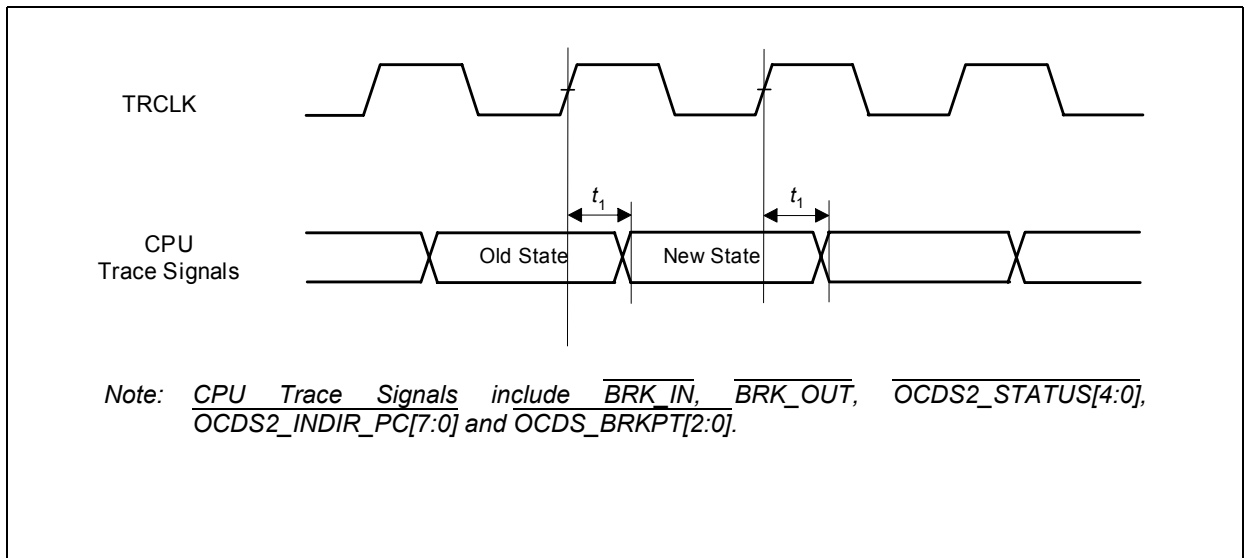 TRCLK
t1 t1
CPU
Trace Signals
Old State New State
Note: CPU Trace Signals include BRK_IN, BRK_OUT, OCDS2_STATUS[4:0],
OCDS2_INDIR_PC[7:0] and OCDS_BRKPT[2:0].